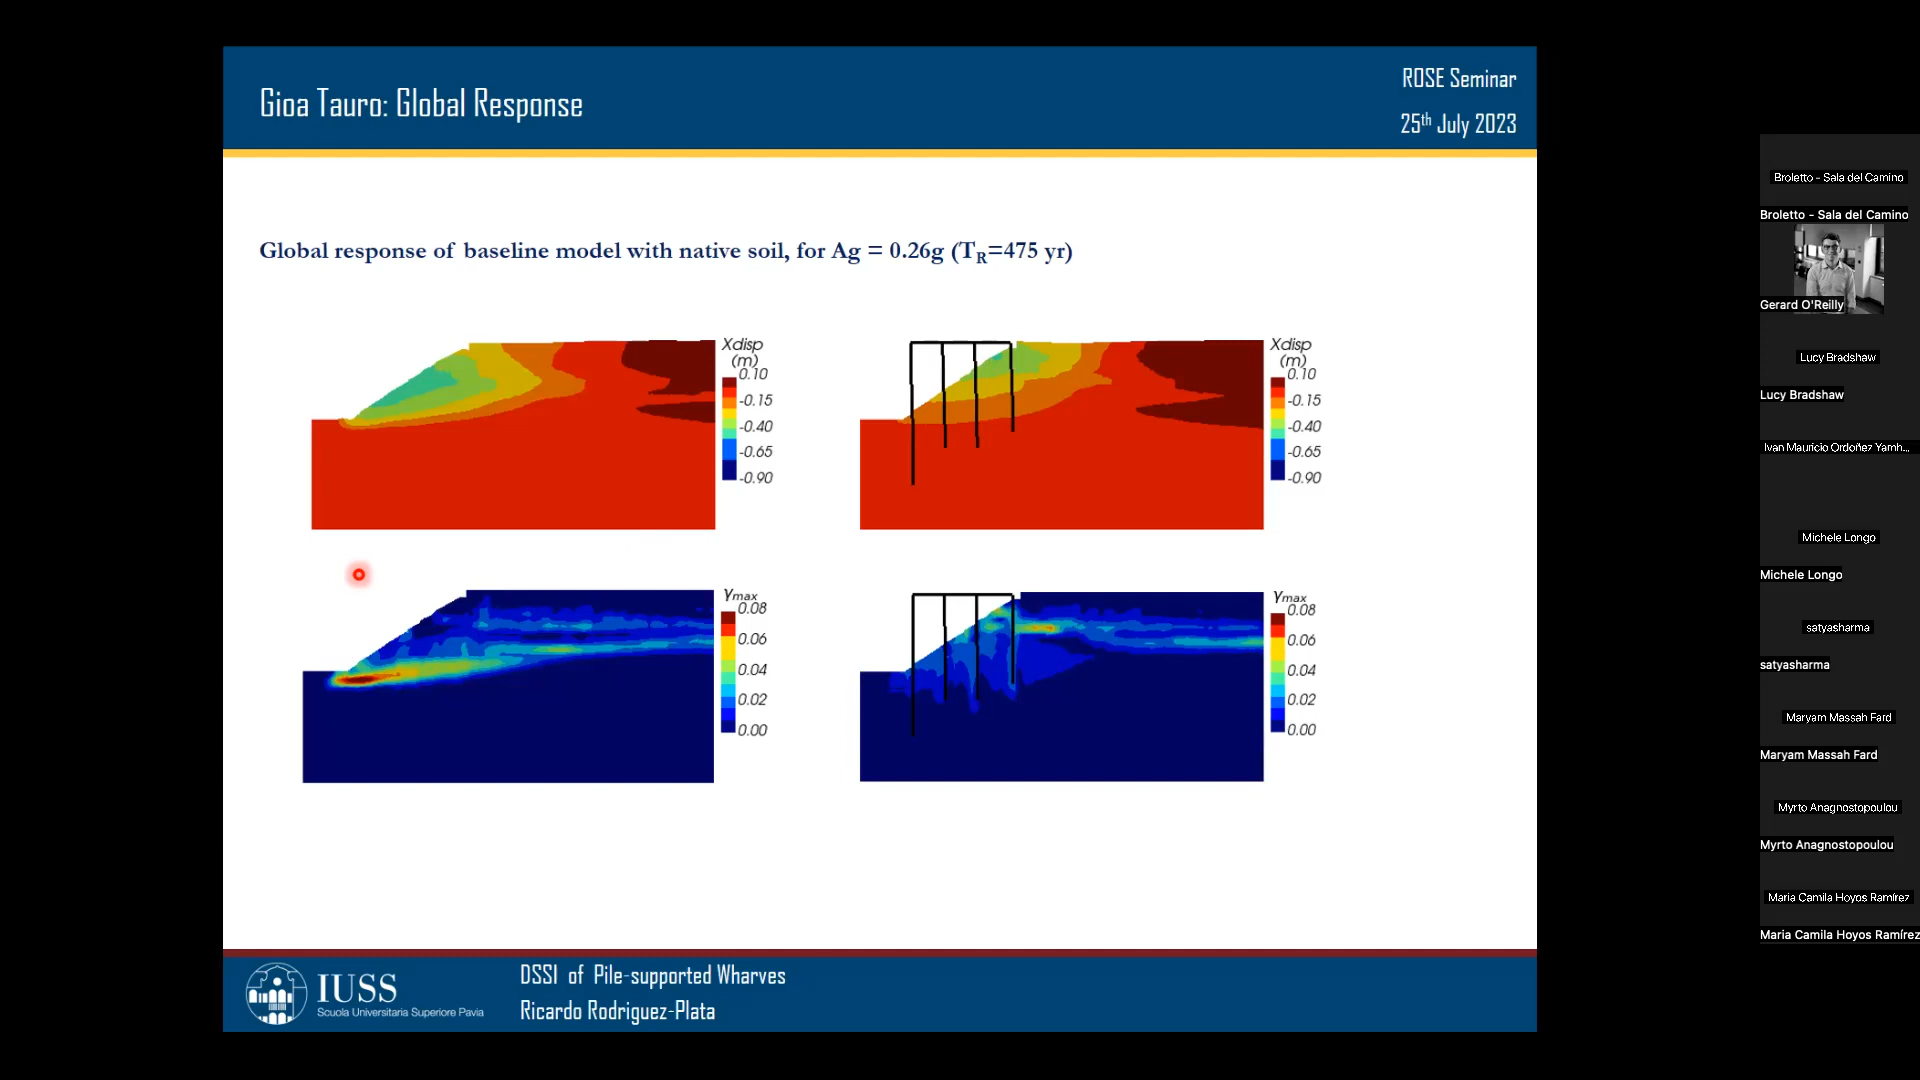 Gioa Tauro: Global Response
ROSE Seminar
25th July 2023
Global response of baseline model with native soil, for Ag = 0.26g (TR=475 yr)
Xdisp
(m)
0.10
-0.15
-0.40
-0.65
-0.90
Xdisp
(m)
0.10
-0.15
-0.40
-0.65
-0.90
γmax
0.08
0.06
0.04
0.02
0.00
γmax
0.08
0.06
0.04
0.02
0.00
IUSS
Scuola Universitaria Superiore Pavia
DSSI of Pile-supported Wharves
Ricardo Rodriguez-Plata
Broletto - Sala del Camino
Broletto - Sala del Camino
Gerard O'Reilly
Lucy Bradshaw
Lucy Bradshaw
Ivan Mauricio Ordoñez Yamh...
Michele Longo
Michele Longo
satyasharma
satyasharma
Maryam Massah Fard
Maryam Massah Fard
Myrto Anagnostopoulou
Myrto Anagnostopoulou
Maria Camila Hoyos Ramírez
Maria Camila Hoyos Ramírez